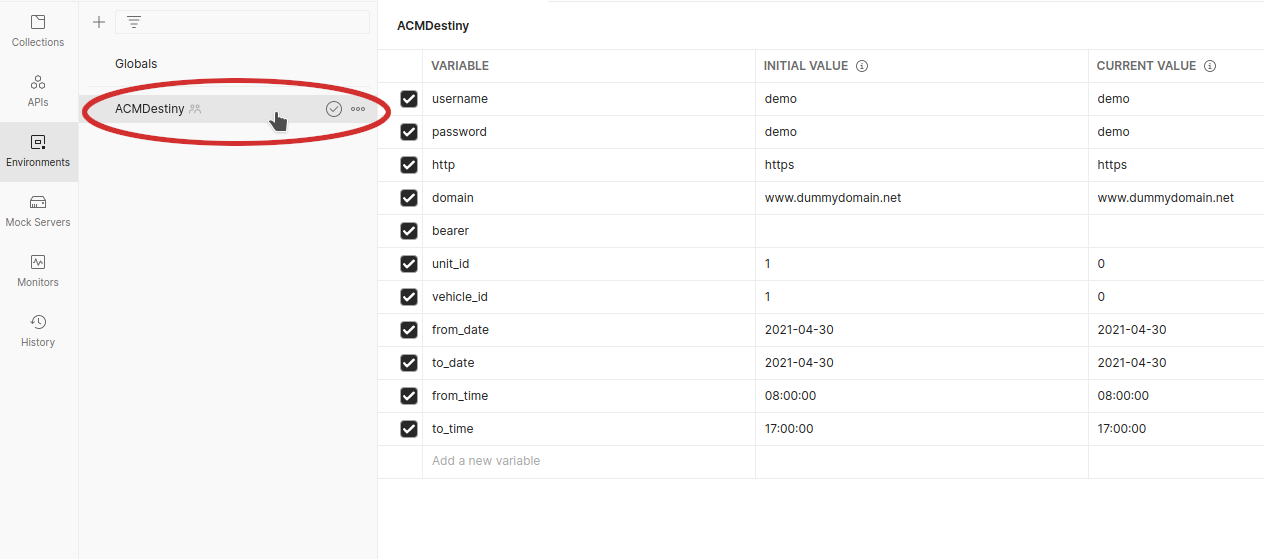 Collections
APIs
Environments
Mock Servers
Monitors
History
Globals
ACMDestiny
ACMDestiny
VARIABLE INITIAL VALUE CURRENT VALUE
username demo demo
password demo demo
http https https
domain www.dummydomain.net www.dummydomain.net
bearer
unit_id 1 0
vehicle_id 1 0
from_date 2021-04-30 2021-04-30
to_date 2021-04-30 2021-04-30
from_time 08:00:00 08:00:00
to_time 17:00:00 17:00:00
Add a new variable